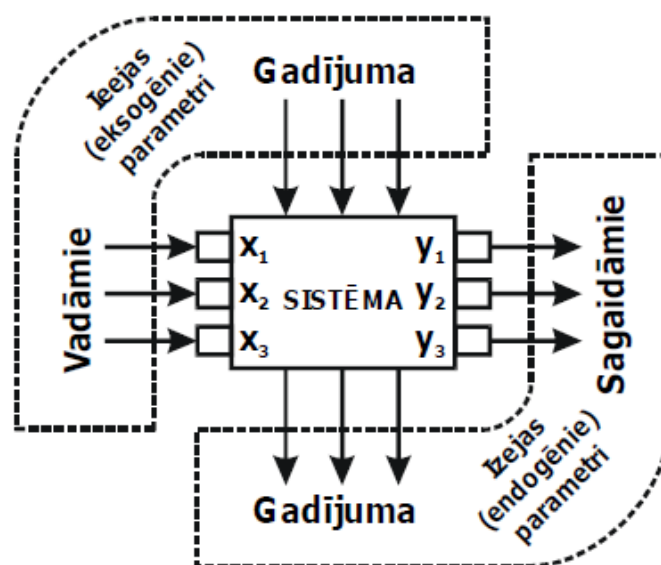 Ieejas
(eksogēnie)
parametri
Gadījuma
Vadāmie
x₁
x₂
x₃
SISTĒMA
y₁
y₂
y₃
Sagaidāmie
Gadījuma
Izejas
(endogēnie)
parametri